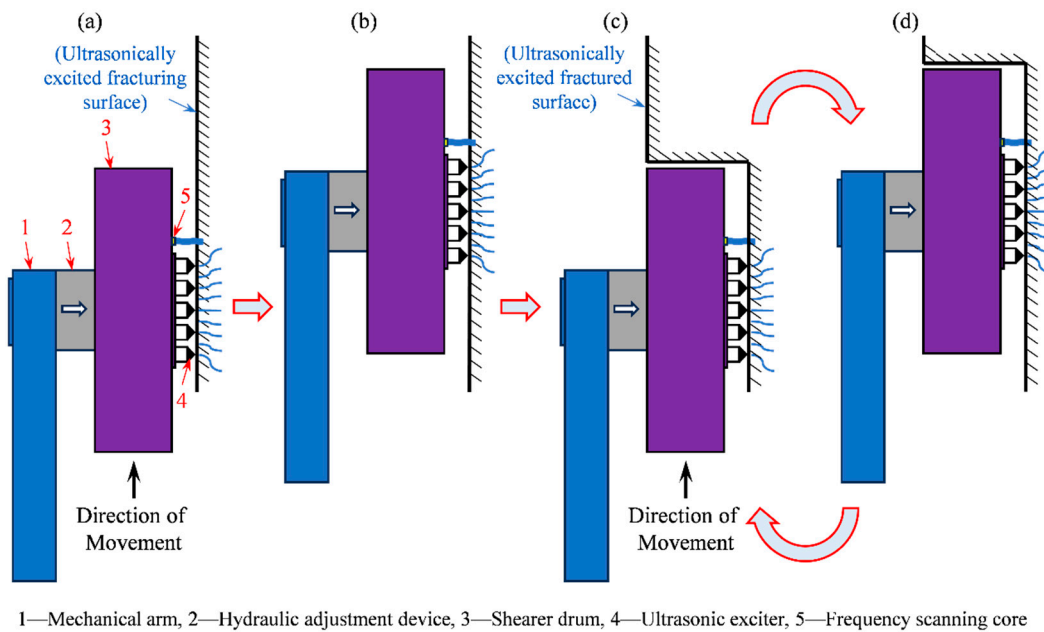 (a)
(b)
(c)
(d)
(Ultrasonically
excited fracturing
surface)
3
5
1
2
4
Direction of
Movement
(Ultrasonically
excited fractured
surface)
Direction of
Movement
1—Mechanical arm, 2—Hydraulic adjustment device, 3—Shearer drum, 4—Ultrasonic exciter, 5—Frequency scanning core